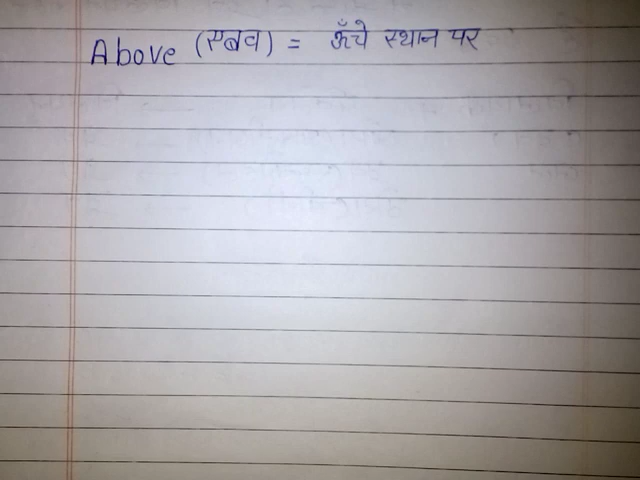 Above (एबव) = ऊँचे स्थान पर